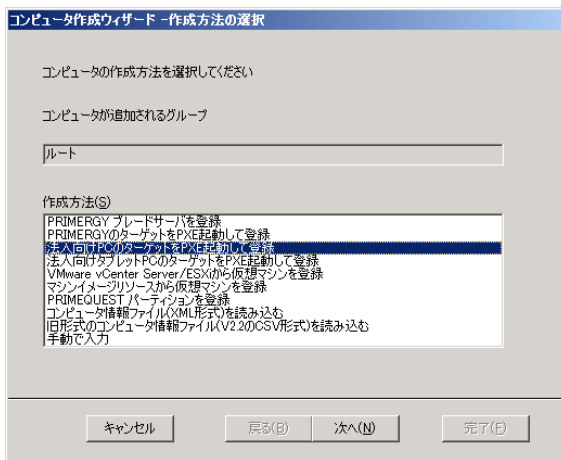 コンピュータ作成ウィザード -作成方法の選択
コンピュータの作成方法を選択してください
コンピュータが追加されるグループ
ルート
作成方法(S)
PRIMERGY ブレードサーバを登録
PRIMERGYのターゲットをPXE起動して登録
法人向けPCのターゲットをPXE起動して登録
法人向けタブレットPCのターゲットをPXE起動して登録
VMware vCenter Server/ESXiから仮想マシンを登録
マシンイメージリソースから仮想マシンを登録
PRIMEQUEST パーティションを登録
コンピュータ情報ファイル(XML形式)を読み込む
旧形式のコンピュータ情報ファイル(V2.2のCSV形式)を読み込む
手動で入力
キャンセル 戻る(B) 次へ(N) 完了(F)